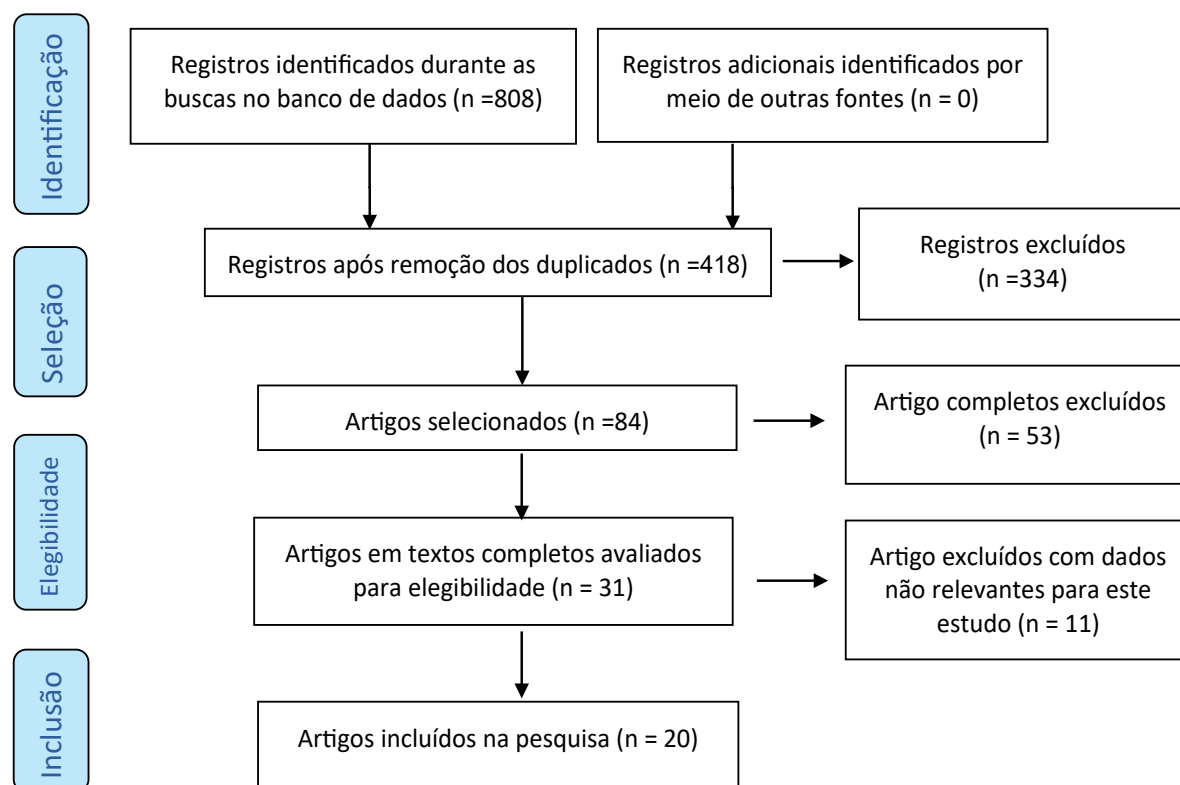 Identificação
Registros identificados durante as
buscas no banco de dados (n =808)
Registros adicionais identificados por
meio de outras fontes (n = 0)
Seleção
Registros após remoção dos duplicados (n =418)
Registros excluídos
(n =334)
Artigos selecionados (n =84)
Artigo completos excluídos
(n = 53)
Elegibilidade
Artigos em textos completos avaliados
para elegibilidade (n = 31)
Artigo excluídos com dados
não relevantes para este
estudo (n = 11)
Inclusão
Artigos incluídos na pesquisa (n = 20)